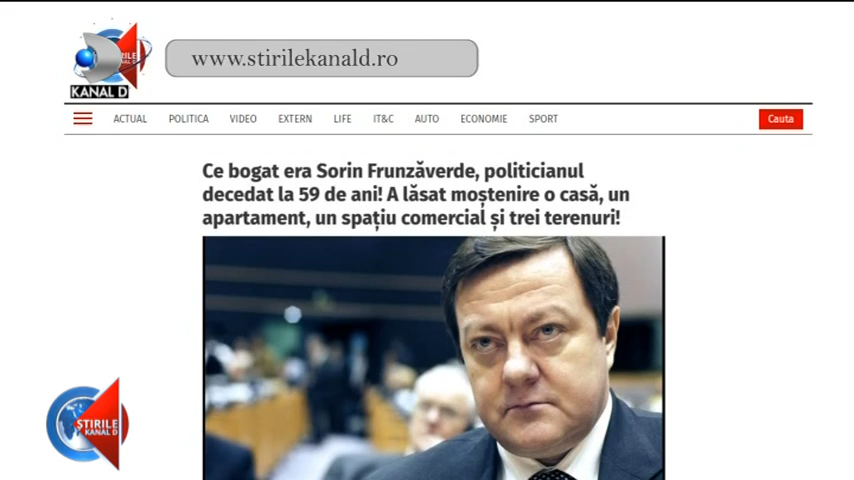 ȘTIRILE
KANAL D
KANAL D
www.stirilekanald.ro
ACTUAL POLITICA VIDEO EXTERN LIFE IT&C AUTO ECONOMIE SPORT Cauta
Ce bogat era Sorin Frunzăverde, politicianul
decedat la 59 de ani! A lăsat moștenire o casă, un
apartament, un spațiu comercial și trei terenuri!
ȘTIRILE
KANAL D